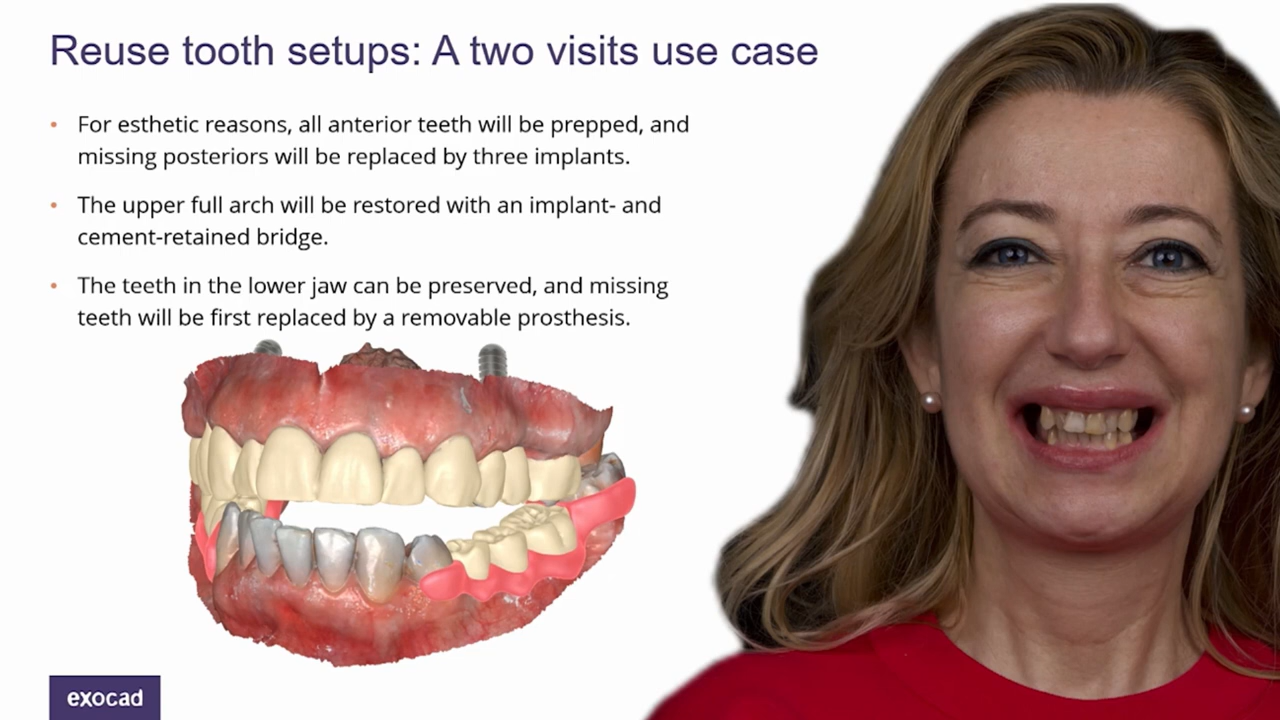 Reuse tooth setups: A two visits use case
• For esthetic reasons, all anterior teeth will be prepped, and
missing posteriors will be replaced by three implants.
• The upper full arch will be restored with an implant- and
cement-retained bridge.
• The teeth in the lower jaw can be preserved, and missing
teeth will be first replaced by a removable prosthesis.
exocad